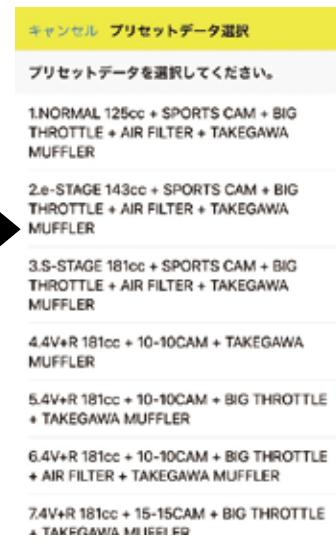 キャンセル プリセットデータ選択
プリセットデータを選択してください。
1.NORMAL 125cc + SPORTS CAM + BIG
THROTTLE + AIR FILTER + TAKEGAWA
MUFFLER
2.e-STAGE 143cc + SPORTS CAM + BIG
THROTTLE + AIR FILTER + TAKEGAWA
MUFFLER
3.S-STAGE 181cc + SPORTS CAM + BIG
THROTTLE + AIR FILTER + TAKEGAWA
MUFFLER
4.4V+R 181cc + 10-10CAM + TAKEGAWA
MUFFLER
5.4V+R 181cc + 10-10CAM + BIG THROTTLE
+ TAKEGAWA MUFFLER
6.4V+R 181cc + 10-10CAM + BIG THROTTLE
+ AIR FILTER + TAKEGAWA MUFFLER
7.4V+R 181cc + 15-15CAM + BIG THROTTLE
+ TAKEGAWA MUFFLER